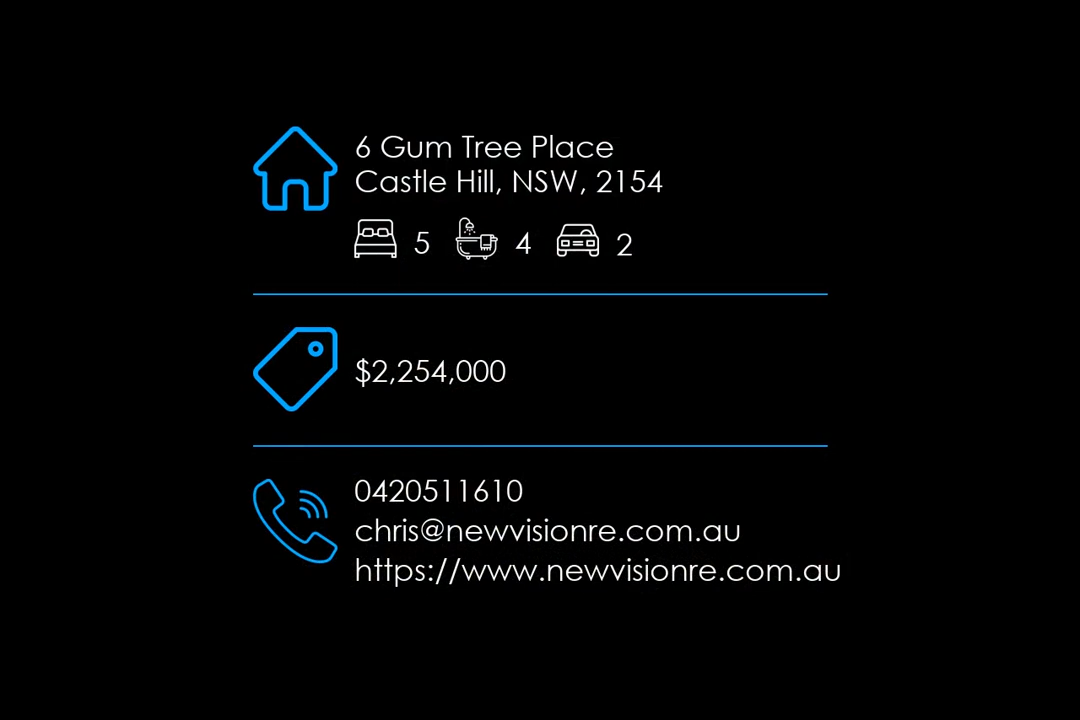 6 Gum Tree Place
Castle Hill, NSW, 2154
5 4 2
$2,254,000
0420511610
chris@newvisionre.com.au
https://www.newvisionre.com.au